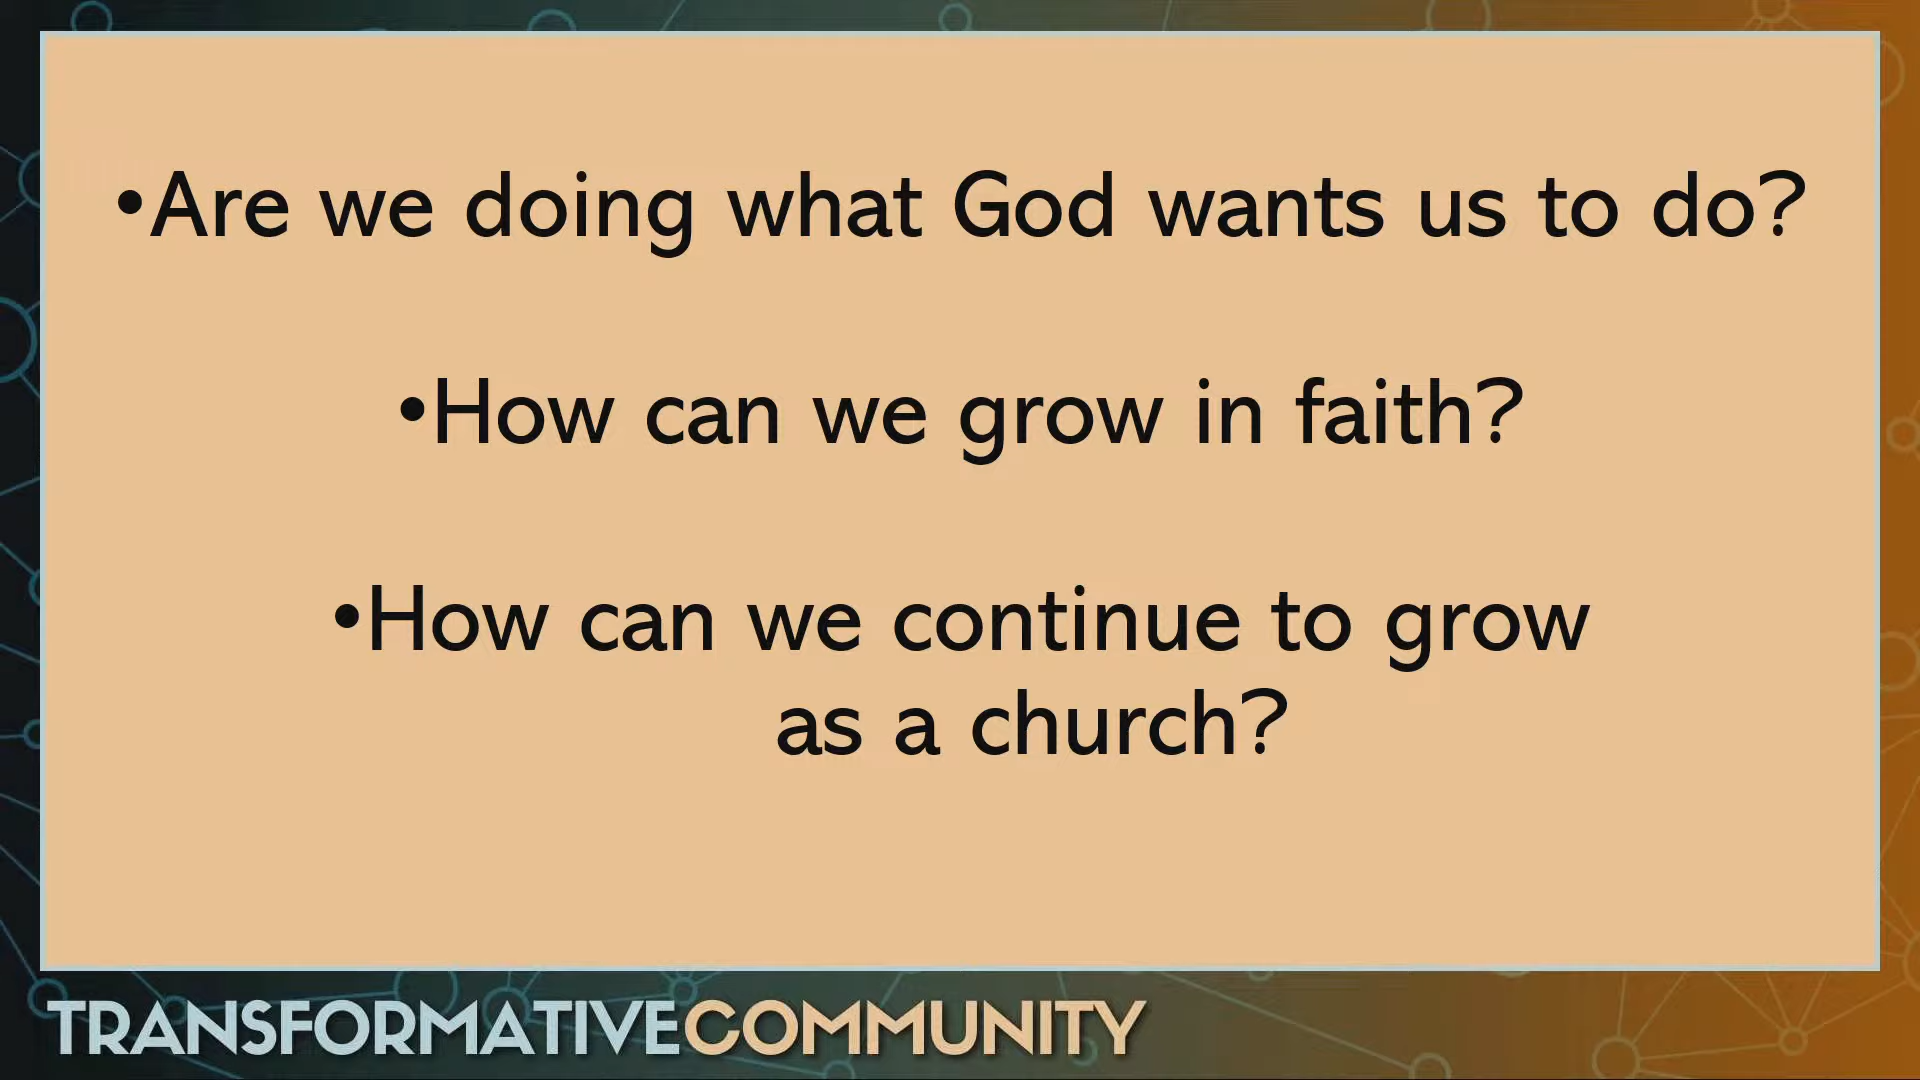 •Are we doing what God wants us to do?
•How can we grow in faith?
•How can we continue to grow
as a church?
TRANSFORMATIVECOMMUNITY